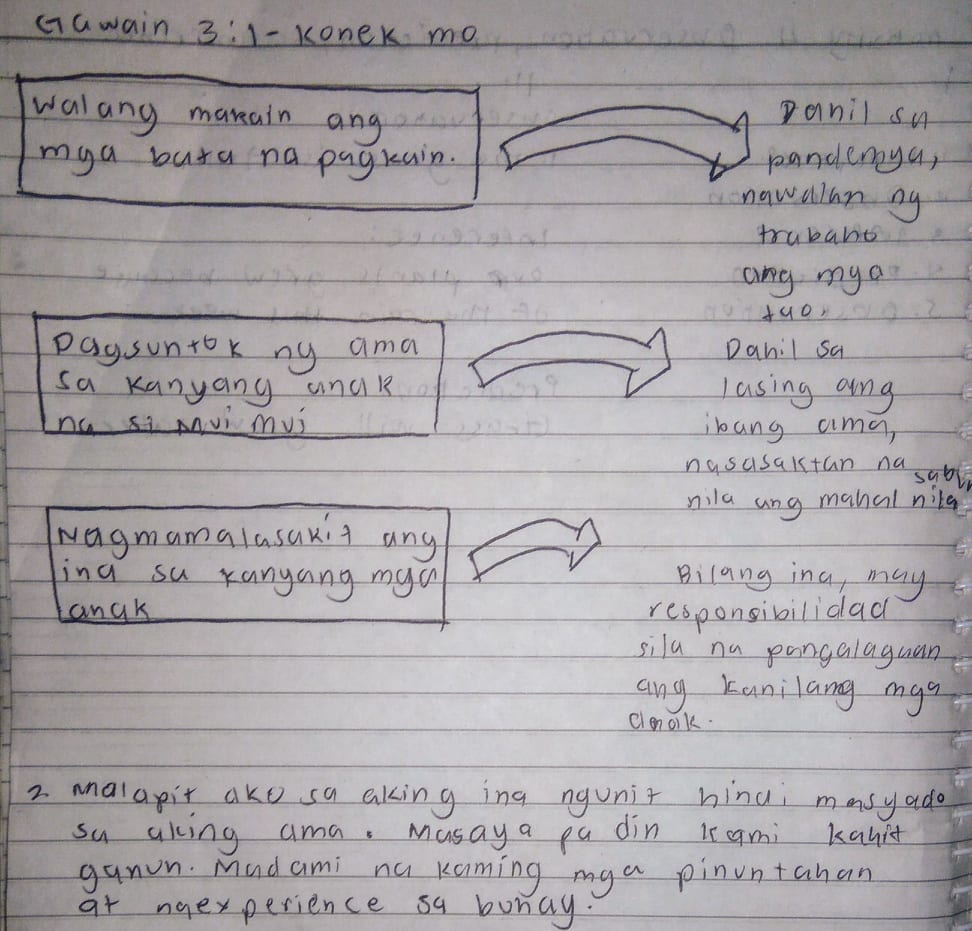 Gawain 3:1 - Konek mo
Walang makain ang
mga bata na pagkain.
Danil sa
pandemya,
nawalan ng
trabaho
ang mga
tao.
Pagsuntok ng ama
sa kanyang anak
na si Mui Mui
Dahil sa
lasing ang
ibang ama,
nasasaktan na
nila ang mahal nila
Nagmamalasakit ang
ina sa kanyang mga
anak
Bilang ina, may
responsibilidad
sila na pangalagaan
ang kanilang mga
anak.
2 Malapit ako sa aking ina ngunit hindi masyado
sa aking ama. Masaya pa din kami kahit
ganun. Madami na kaming mga pinuntahan
at naexperience sa buhay.